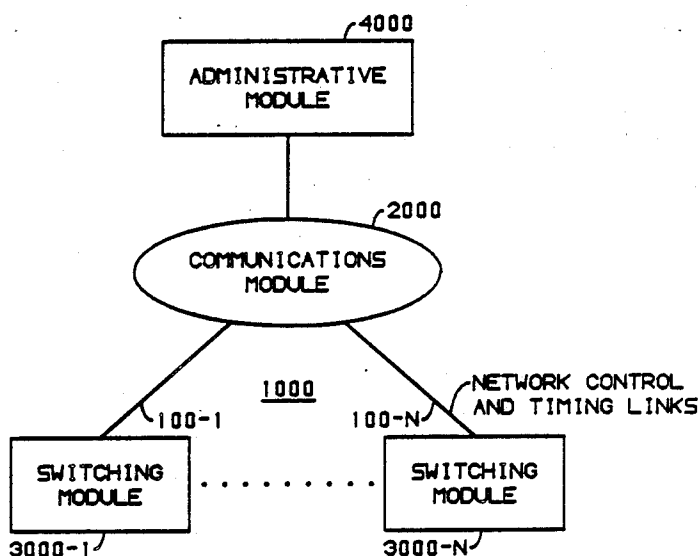 4000
ADMINISTRATIVE
MODULE
2000
COMMUNICATIONS
MODULE
1000
NETWORK CONTROL
AND TIMING LINKS
100-1
100-N
SWITCHING
MODULE
SWITCHING
MODULE
3000-1
3000-N